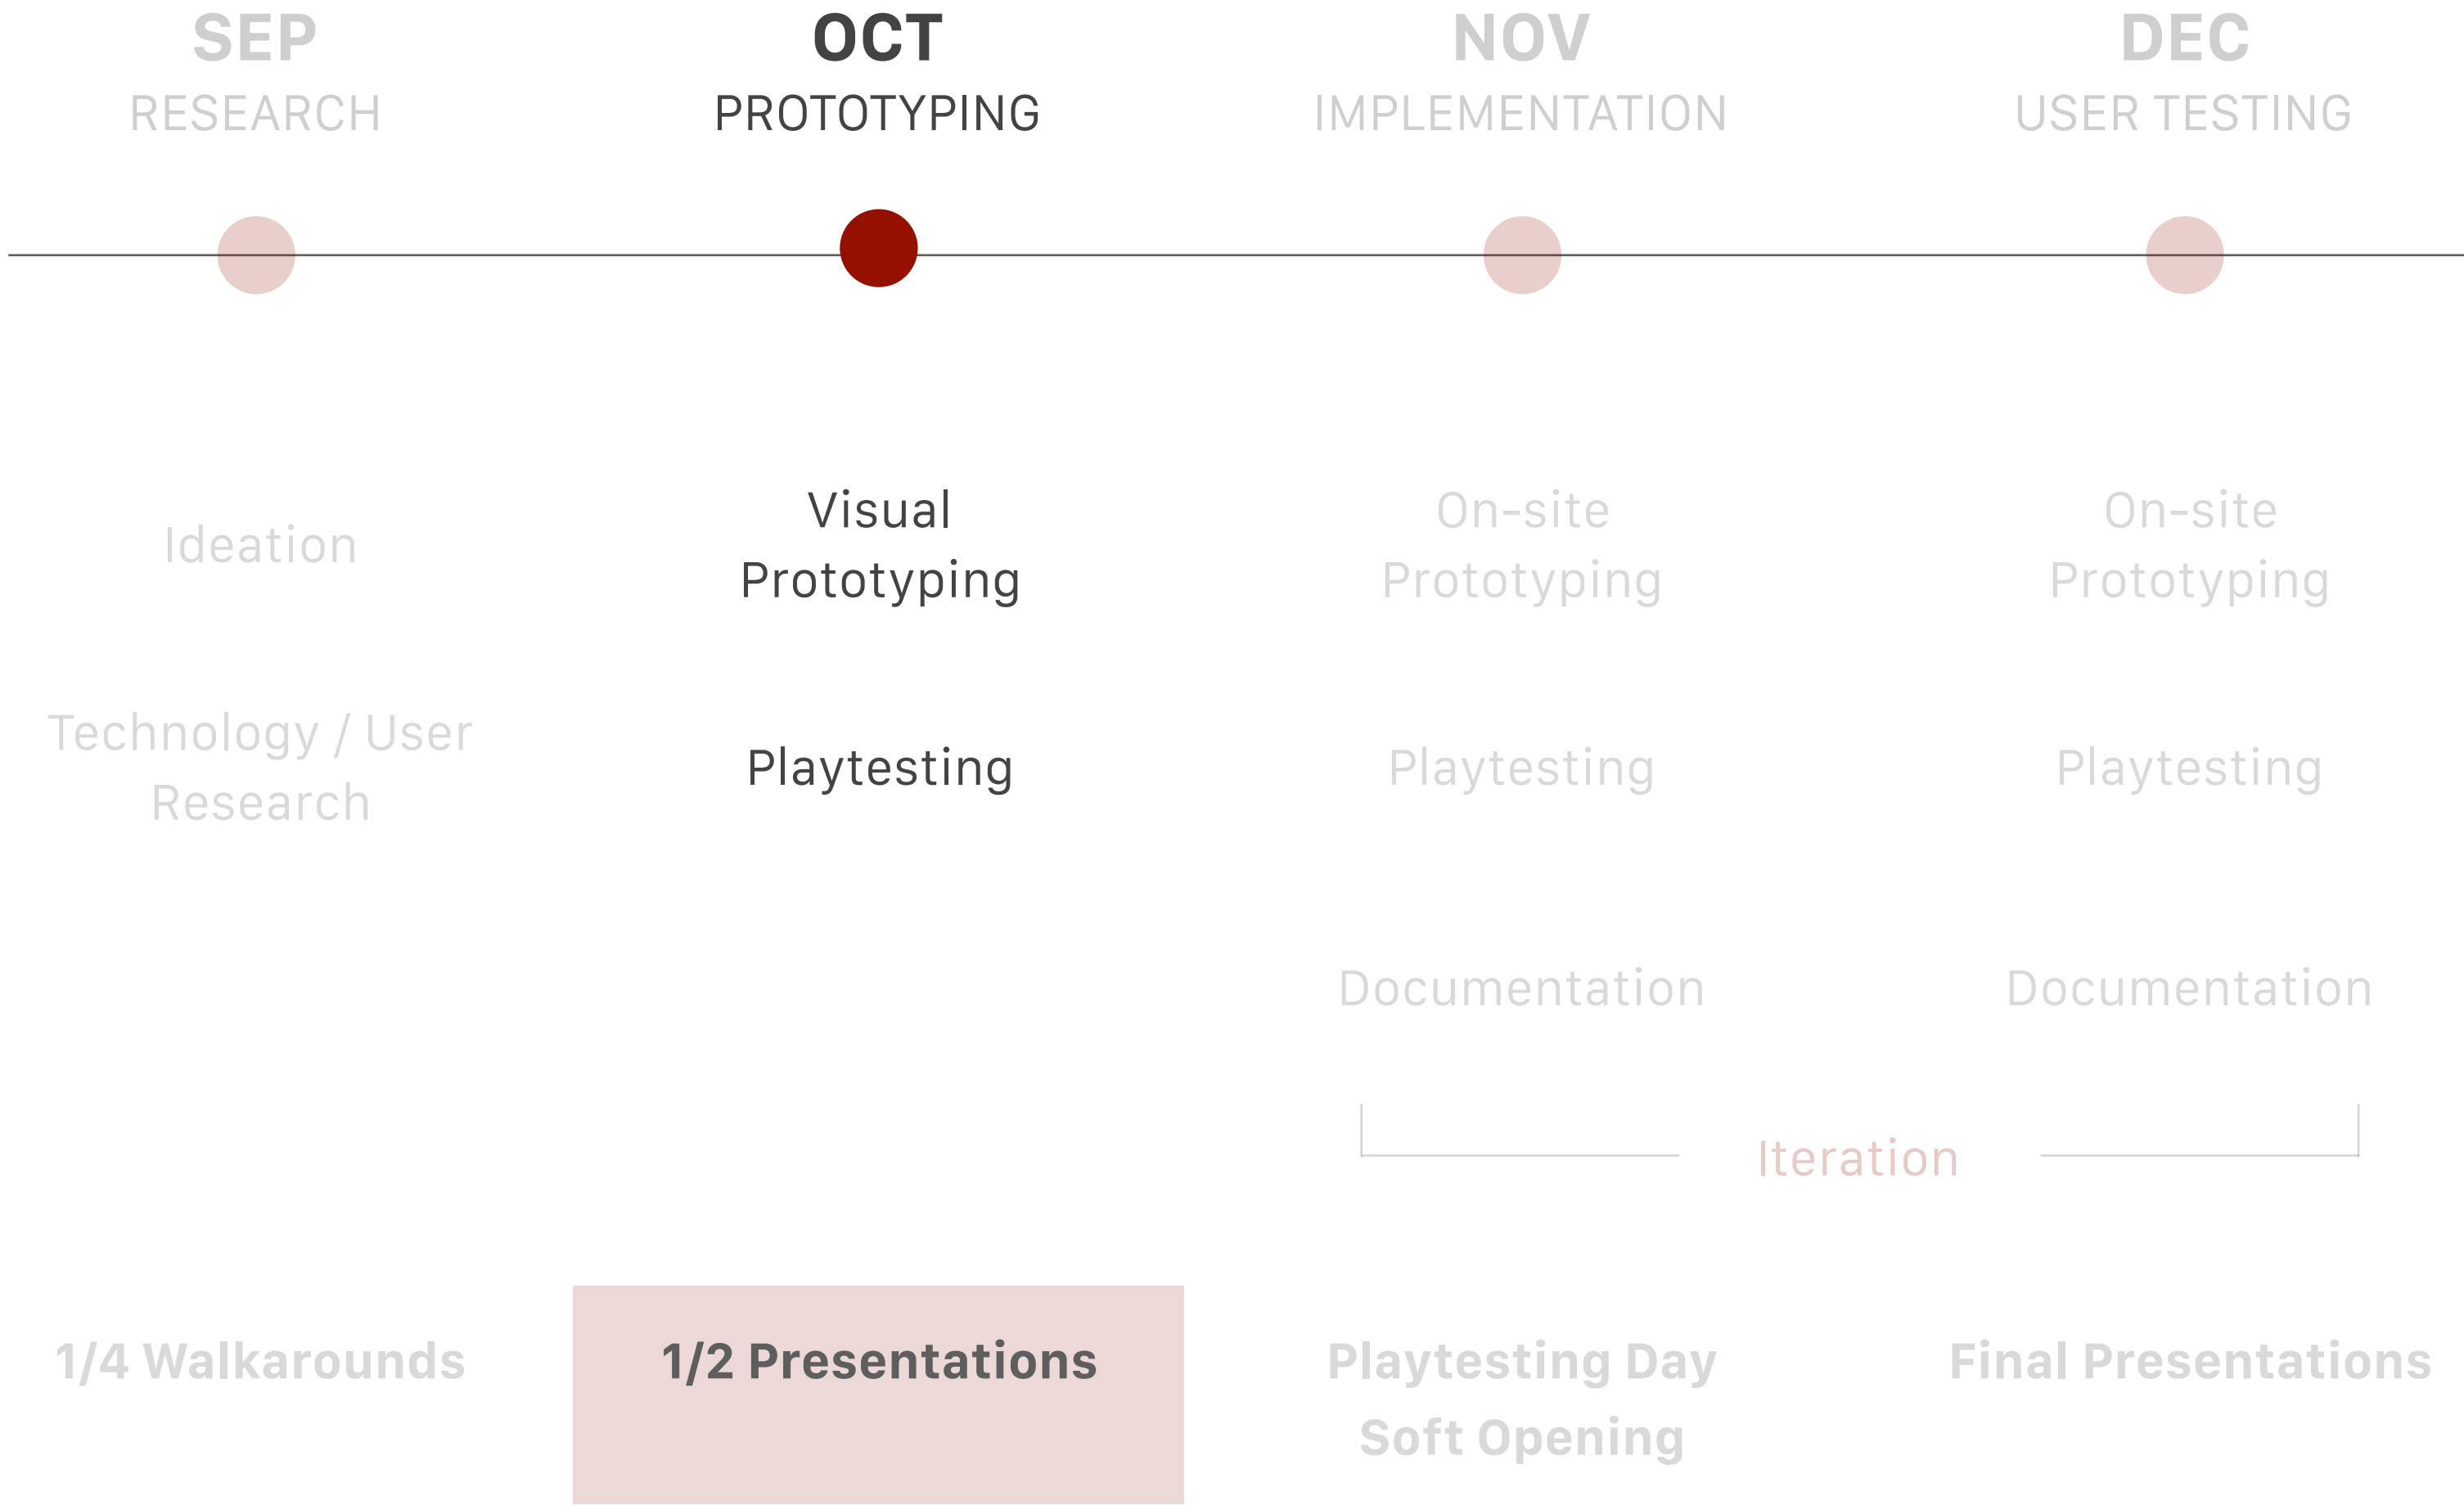 SEP
RESEARCH
OCT
PROTOTYPING
NOV
IMPLEMENTATION
DEC
USER TESTING
Ideation
Technology / User
Research
Visual
Prototyping
Playtesting
On-site
Prototyping
Playtesting
Documentation
On-site
Prototyping
Playtesting
Documentation
Iteration
1/4 Walkarounds
1/2 Presentations
Playtesting Day
Soft Opening
Final Presentations